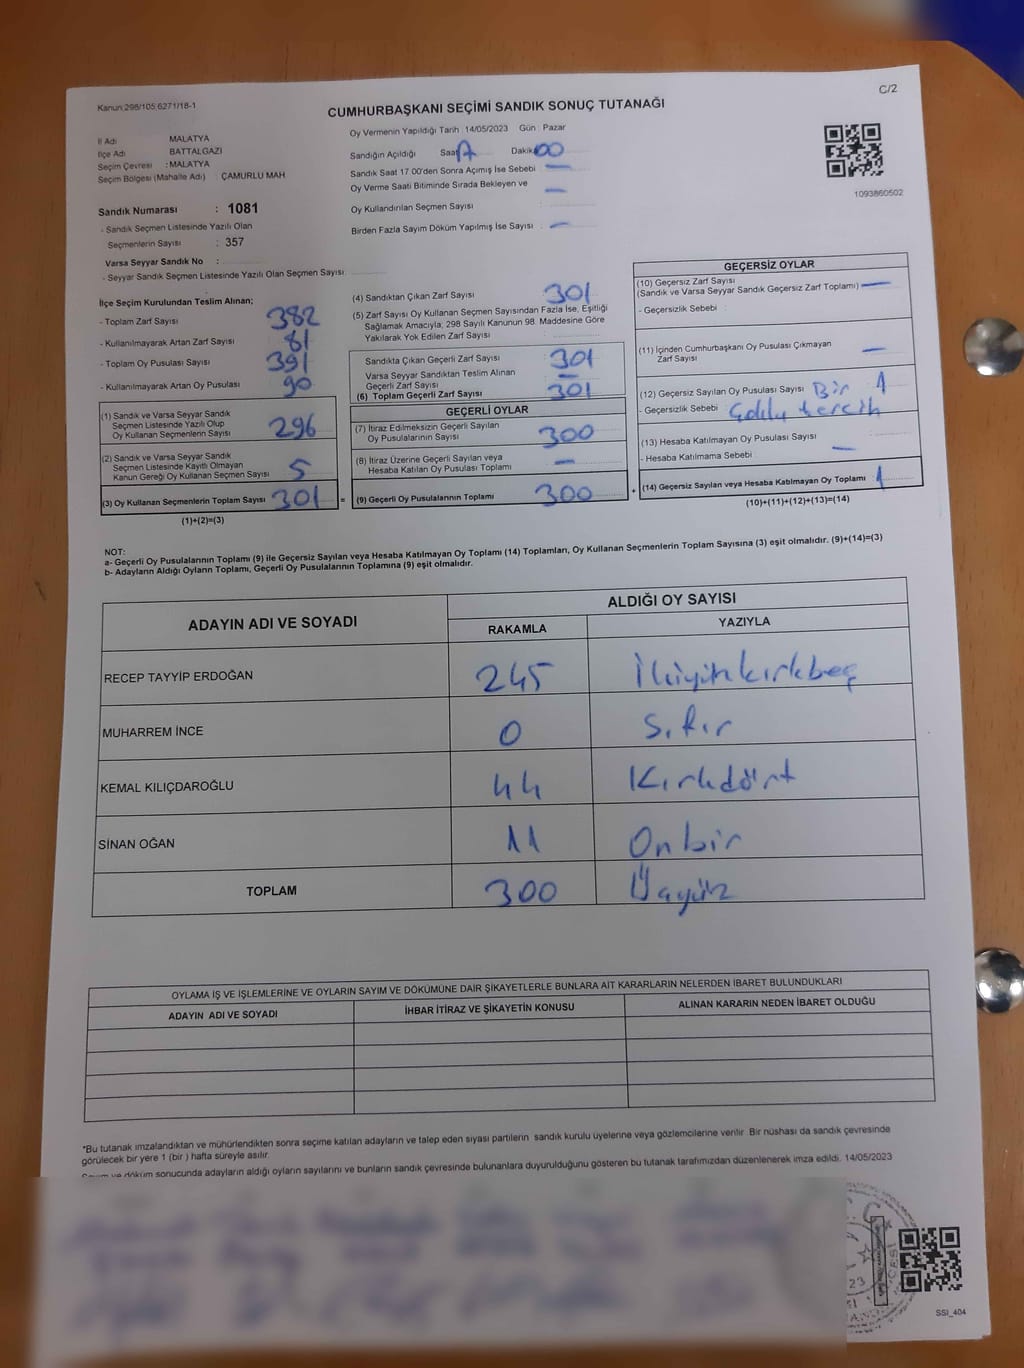 Kanun:298/105 6271/18-1
C/2
CUMHURBAŞKANI SEÇİMİ SANDIK SONUÇ TUTANAĞI
İl Adı MALATYA
İlçe Adı BATTALGAZİ
Seçim Çevresi : MALATYA
Seçim Bölgesi (Mahalle Adı) : ÇAMURLU MAH
Sandık Numarası : 1081
- Sandık Seçmen Listesinde Yazılı Olan
Seçmenlerin Sayısı : 357
Varsa Seyyar Sandık No :
- Seyyar Sandık Seçmen Listesinde Yazılı Olan Seçmen Sayısı:
Oy Vermenin Yapıldığı Tarih :14/05/2023 Gün : Pazar
Sandığın Açıldığı Saat Dakika 00
Sandık Saat 17 00'den Sonra Açımış İse Sebebi —
Oy Verme Saati Bitiminde Sırada Bekleyen ve —
Oy Kullandırılan Seçmen Sayısı :
Birden Fazla Sayım Döküm Yapılmış İse Sayısı : —
1093860502
İlçe Seçim Kurulundan Teslim Alınan;
- Toplam Zarf Sayısı 382
- Kullanılmayarak Artan Zarf Sayısı 81
- Toplam Oy Pusulası Sayısı 391
- Kullanılmayarak Artan Oy Pusulası 90
(1) Sandık ve Varsa Seyyar Sandık
Seçmen Listesinde Yazılı Olup
Oy Kullanan Seçmenlerin Sayısı 296
(2) Sandık ve Varsa Seyyar Sandık
Seçmen Listesinde Kayıtlı Olmayan
Kanun Gereği Oy Kullanan Seçmen Sayısı 5
(3) Oy Kullanan Seçmenlerin Toplam Sayısı 301 =
(1)+(2)=(3)
(4) Sandıktan Çıkan Zarf Sayısı 301
(5) Zarf Sayısı Oy Kullanan Seçmen Sayısından Fazla İse, Eşitliği
Sağlamak Amacıyla; 298 Sayılı Kanunun 98. Maddesine Göre
Yakılarak Yok Edilen Zarf Sayısı
Sandıkta Çıkan Geçerli Zarf Sayısı 301
Varsa Seyyar Sandıktan Teslim Alınan
Geçerli Zarf Sayısı —
(6) Toplam Geçerli Zarf Sayısı 301
GEÇERLİ OYLAR
(7) İtiraz Edilmeksizin Geçerli Sayılan
Oy Pusulalarının Sayısı 300
(8) İtiraz Üzerine Geçerli Sayılan veya
Hesaba Katılan Oy Pusulası Toplamı —
(9) Geçerli Oy Pusulalarının Toplamı 300 +
GEÇERSİZ OYLAR
(10) Geçersiz Zarf Sayısı
(Sandık ve Varsa Seyyar Sandık Geçersiz Zarf Toplamı) —
- Geçersizlik Sebebi :
(11) İçinden Cumhurbaşkanı Oy Pusulası Çıkmayan
Zarf Sayısı —
(12) Geçersiz Sayılan Oy Pusulası Sayısı Bir 1
- Geçersizlik Sebebi : tercih
(13) Hesaba Katılmayan Oy Pusulası Sayısı
- Hesaba Katılmama Sebebi —
(14) Geçersiz Sayılan veya Hesaba Katılmayan Oy Toplamı : 1
(10)+(11)+(12)+(13)=(14)
NOT:
a- Geçerli Oy Pusulalarının Toplamı (9) ile Geçersiz Sayılan veya Hesaba Katılmayan Oy Toplamı (14) Toplamları, Oy Kullanan Seçmenlerin Toplam Sayısına (3) eşit olmalıdır. (9)+(14)=(3)
b- Adayların Aldığı Oyların Toplamı, Geçerli Oy Pusulalarının Toplamına (9) eşit olmalıdır.
ADAYIN ADI VE SOYADI ALDIĞI OY SAYISI
RAKAMLA YAZIYLA
RECEP TAYYİP ERDOĞAN 245 İkiyüzkırkbeş
MUHARREM İNCE 0 Sıfır
KEMAL KILIÇDAROĞLU 44 Kırkdört
SİNAN OĞAN 11 Onbir
TOPLAM 300 Üçyüz
OYLAMA İŞ VE İŞLEMLERİNE VE OYLARIN SAYIM VE DÖKÜMÜNE DAİR ŞİKAYETLERLE BUNLARA AİT KARARLARIN NELERDEN İBARET BULUNDUKLARI
ADAYIN ADI VE SOYADI İHBAR İTİRAZ VE ŞİKAYETİN KONUSU ALINAN KARARIN NEDEN İBARET OLDUĞU
*Bu tutanak imzalandıktan ve mühürlendikten sonra seçime katılan adayların ve talep eden siyasi partilerin sandık kurulu üyelerine veya gözlemcilerine verilir. Bir nüshası da sandık çevresinde
görülecek bir yere 1 (bir ) hafta süreyle asılır.
Sayım ve döküm sonucunda adayların aldığı oyların sayılarını ve bunların sandık çevresinde bulunanlara duyurulduğunu gösteren bu tutanak tarafımızdan düzenlenerek imza edildi. 14/05/2023
SSI_404